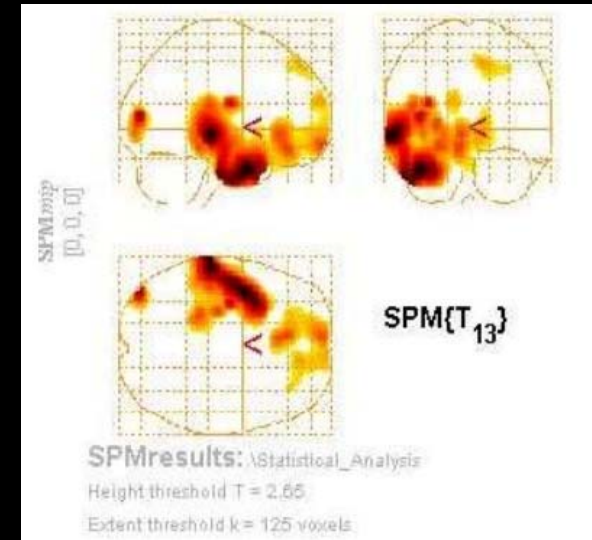 SPMmip
[0, 0, 0]
<
<
<
SPM{T13}
SPMresults: .\Statistical_Analysis
Height threshold T = 2.65
Extent threshold k = 125 voxels